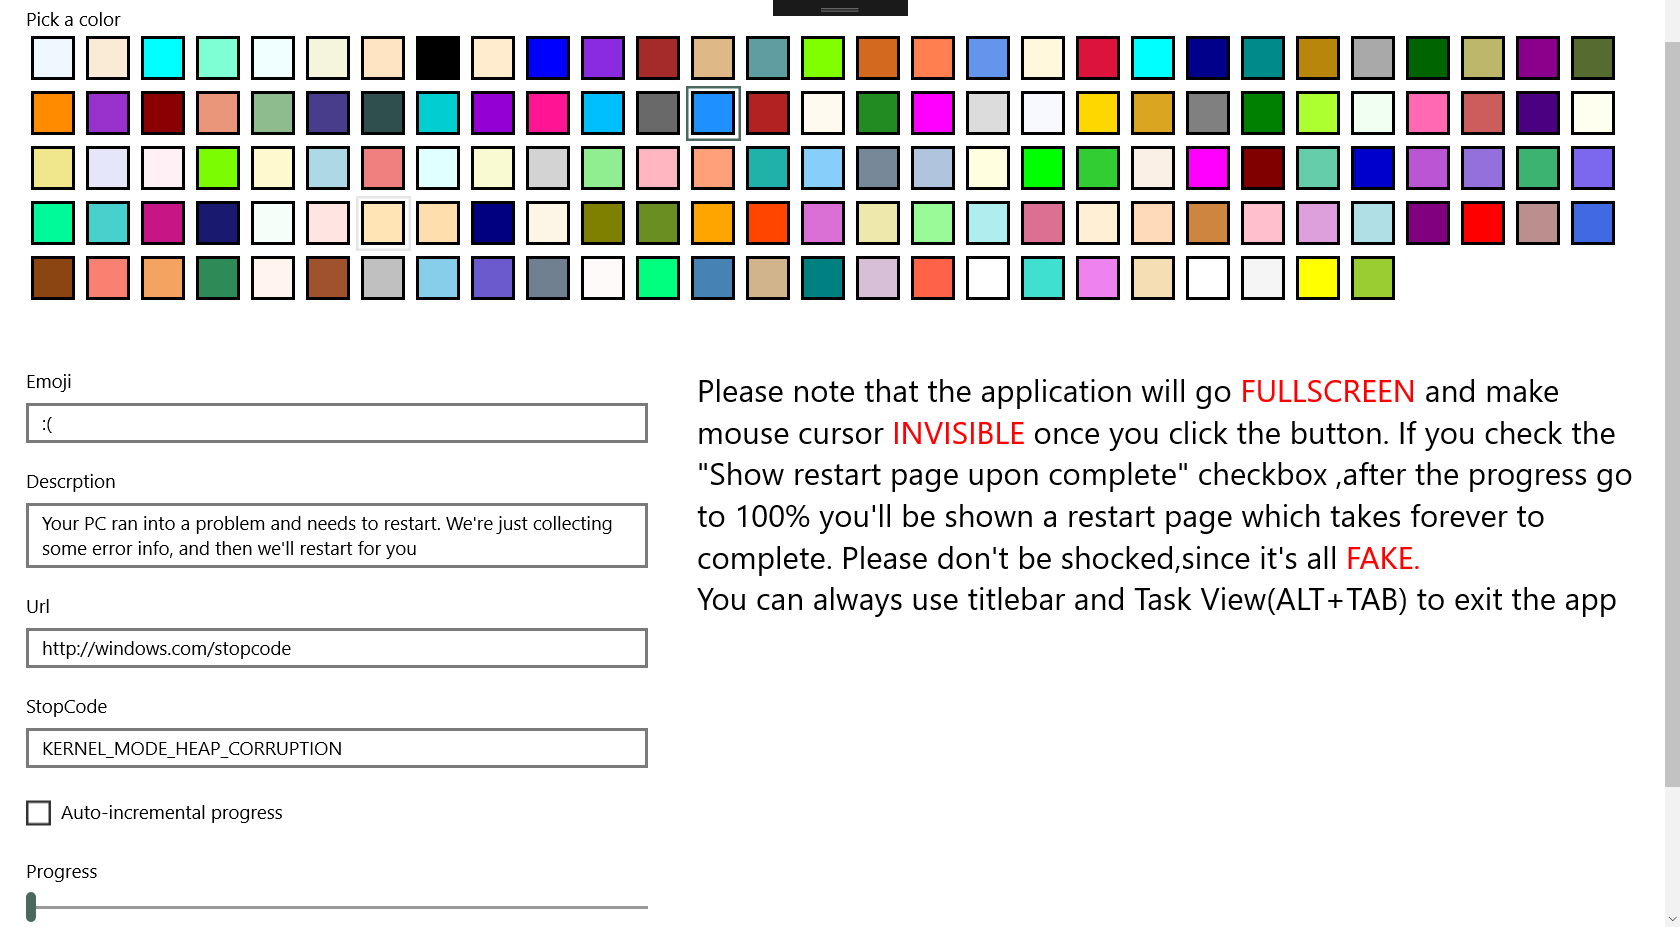 Pick a color
Emoji
:(
Descrption
Your PC ran into a problem and needs to restart. We're just collecting
some error info, and then we'll restart for you
Url
http://windows.com/stopcode
StopCode
KERNEL_MODE_HEAP_CORRUPTION
Auto-incremental progress
Progress
Please note that the application will go FULLSCREEN and make
mouse cursor INVISIBLE once you click the button. If you check the
"Show restart page upon complete" checkbox ,after the progress go
to 100% you'll be shown a restart page which takes forever to
complete. Please don't be shocked,since it's all FAKE.
You can always use titlebar and Task View(ALT+TAB) to exit the app